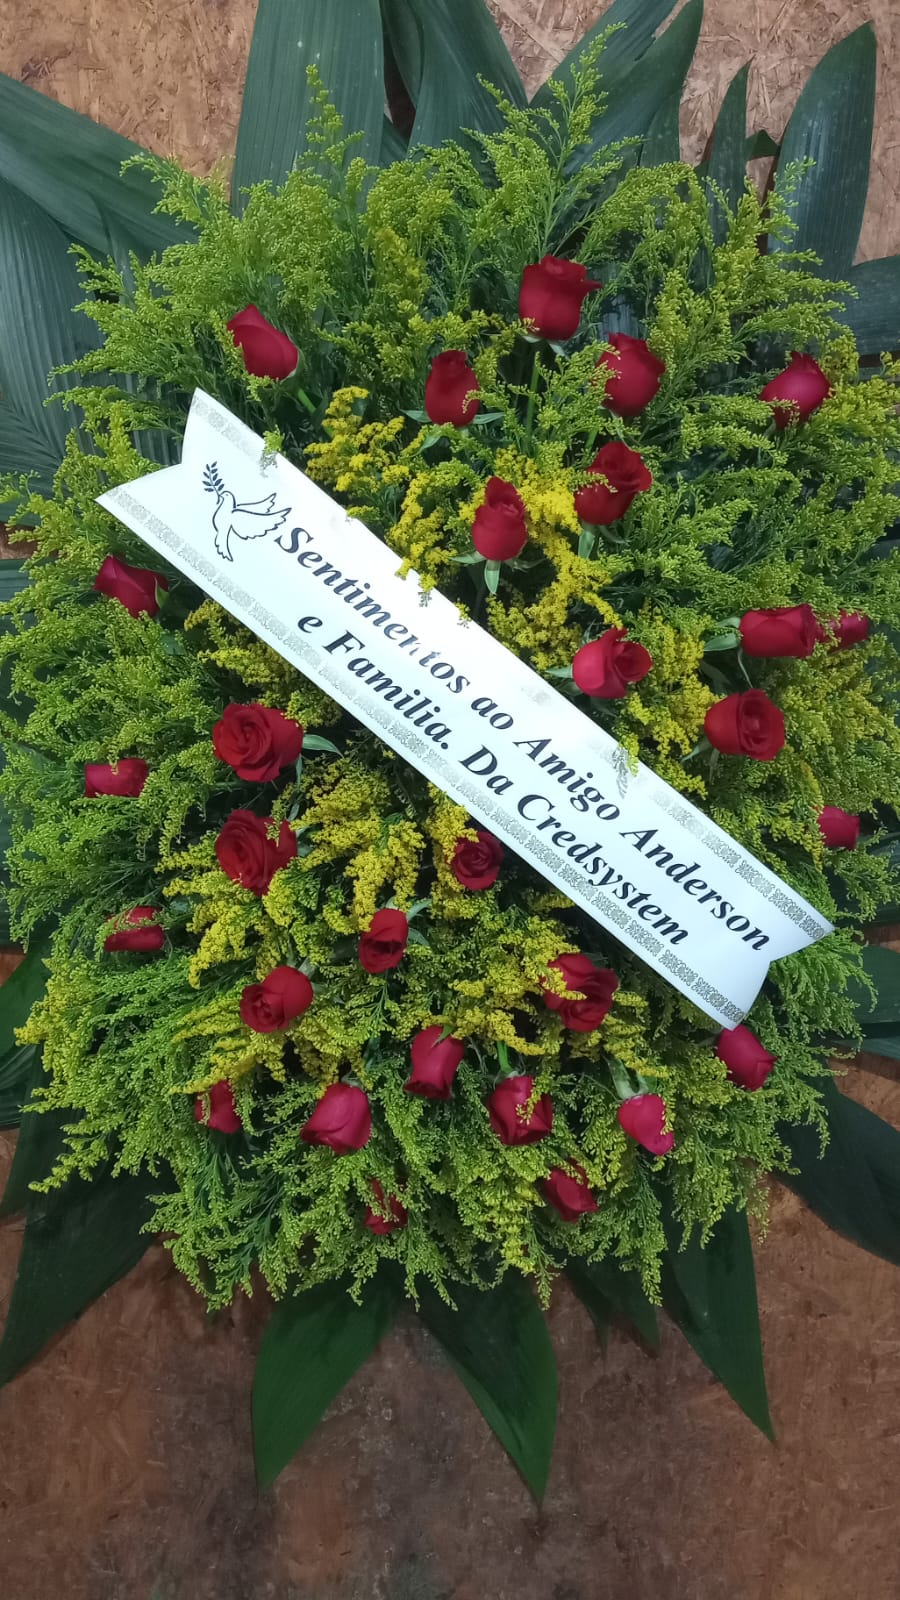 Sentimentos ao Amigo Anderson
e Familia. Da Credsystem